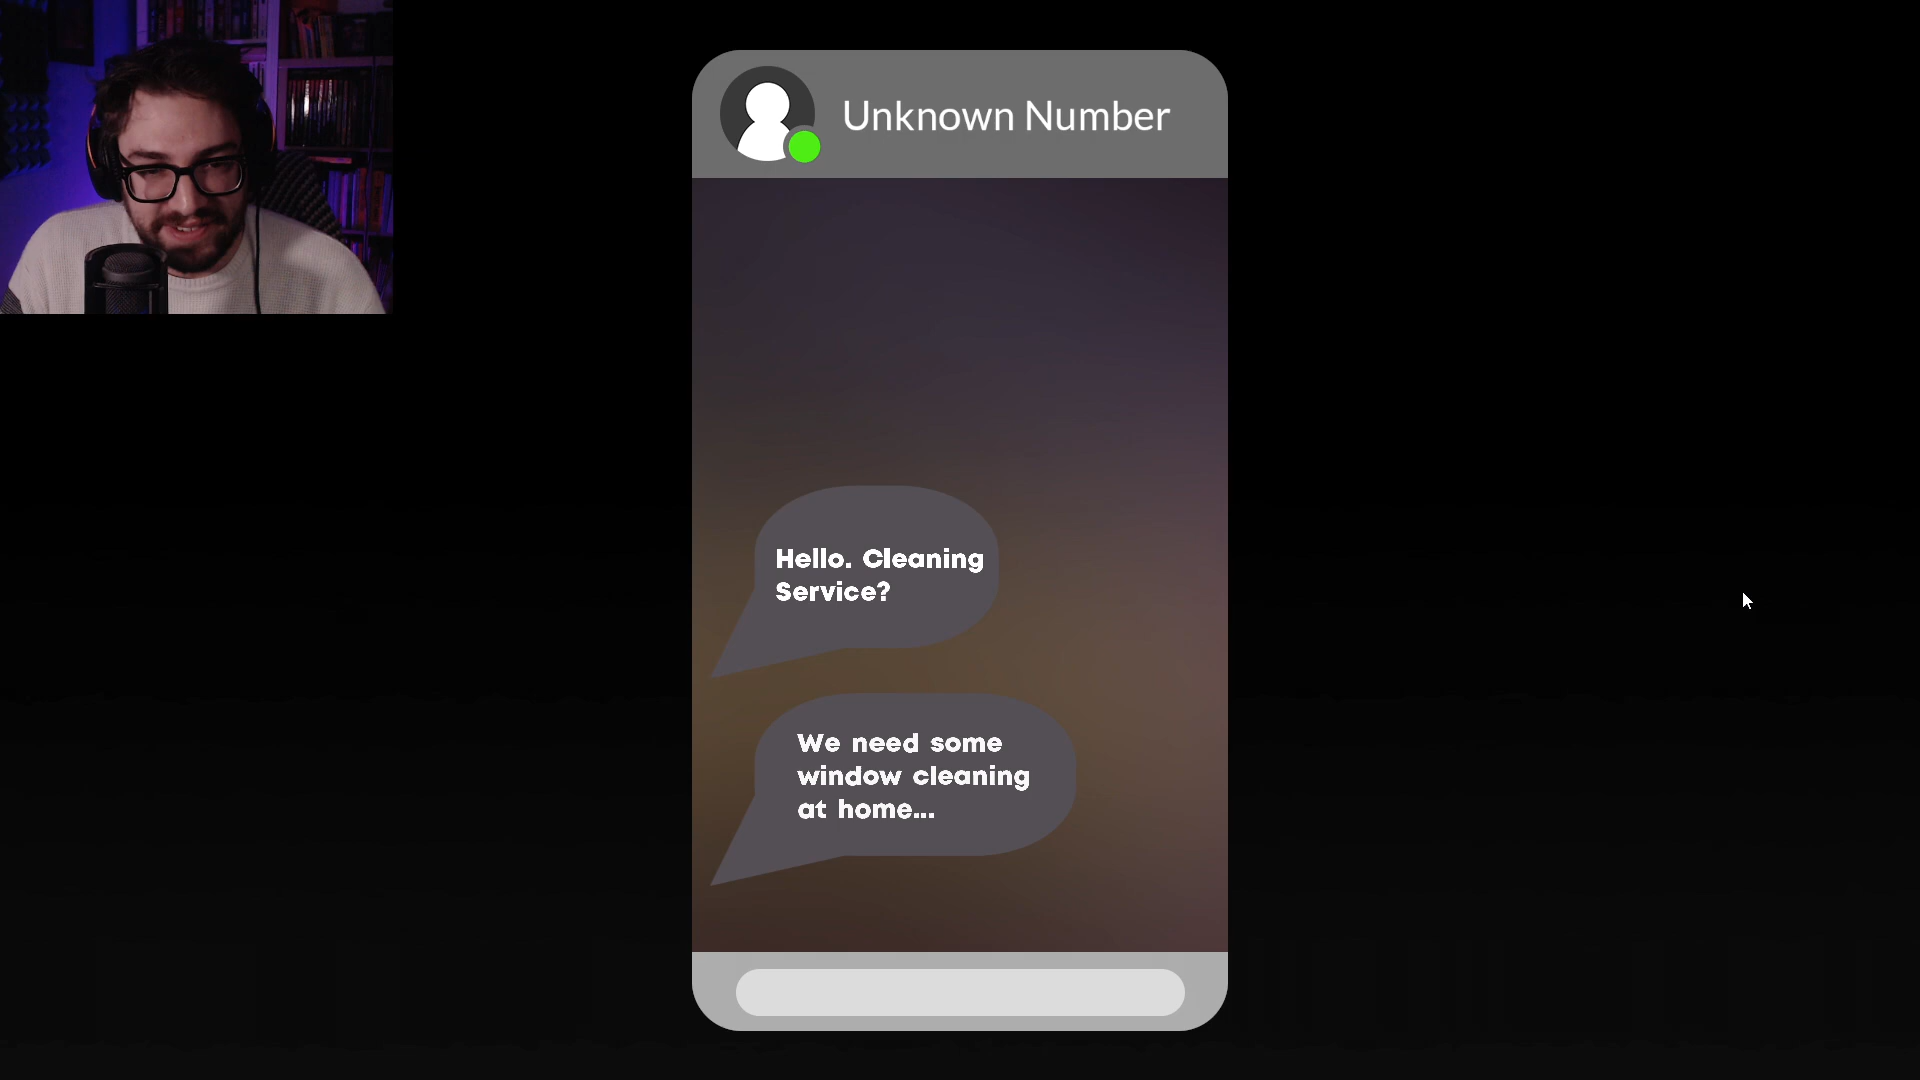 Unknown Number
Hello. Cleaning
Service?
We need some
window cleaning
at home...